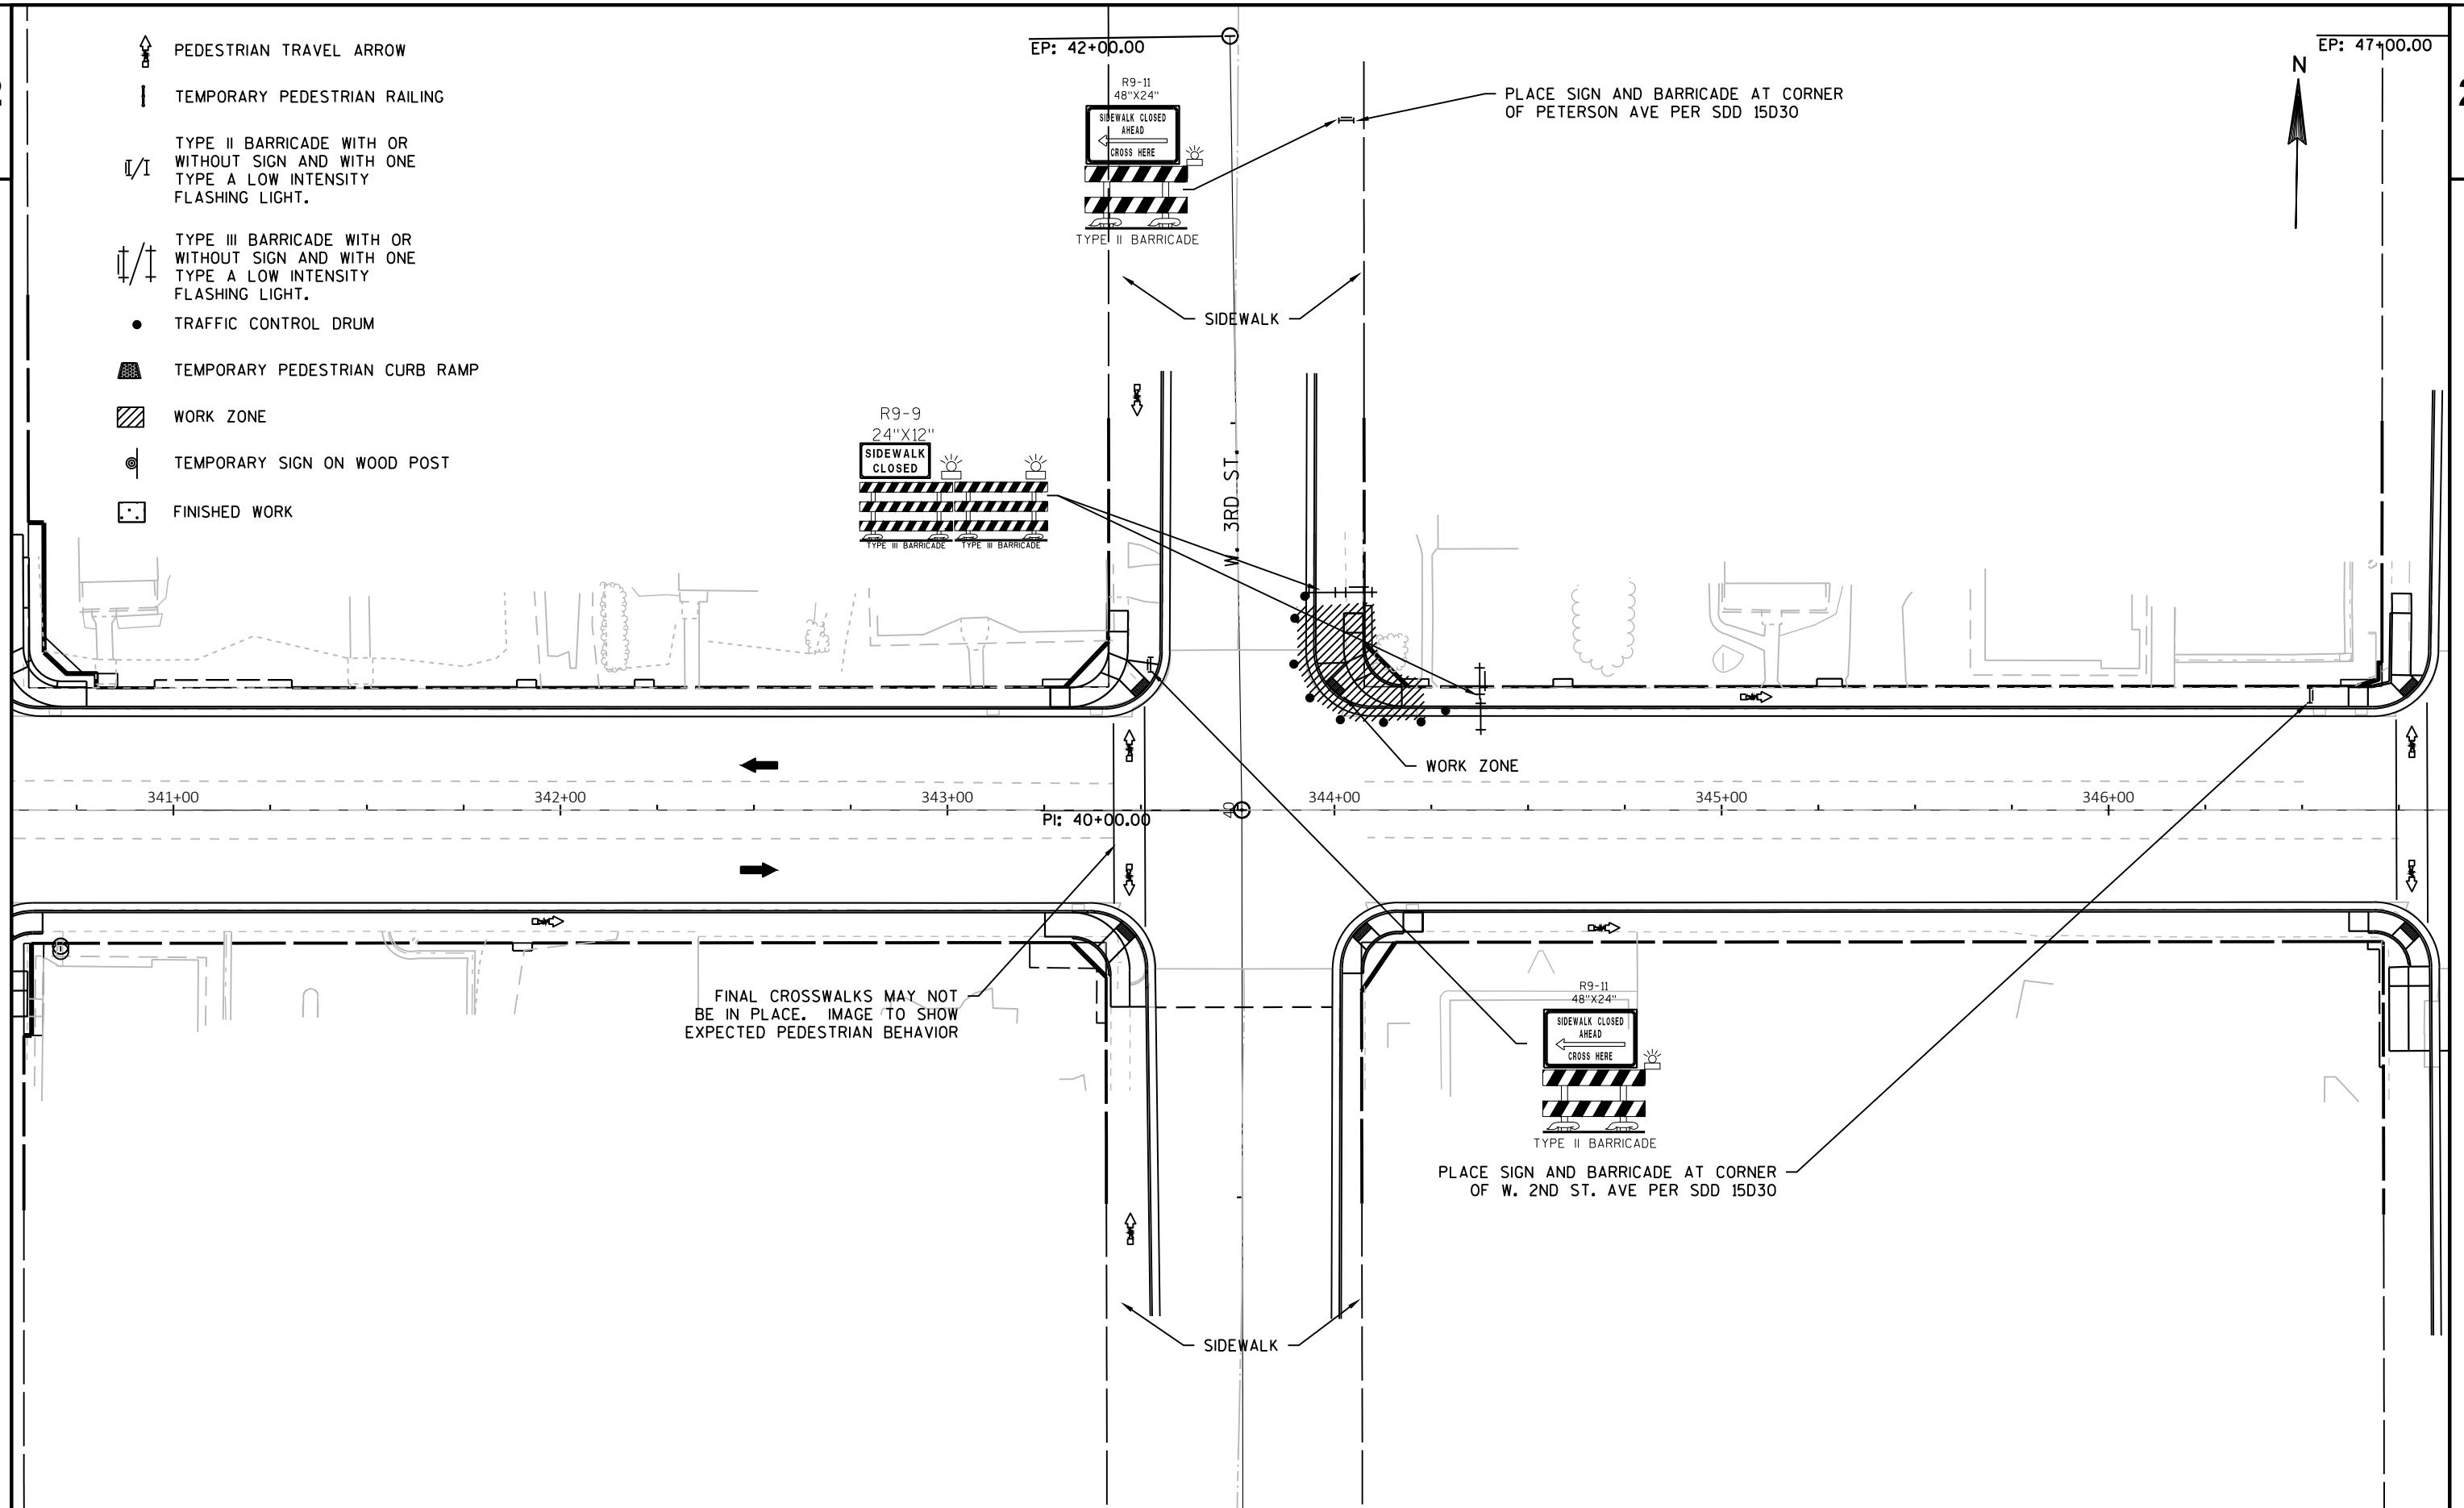 PEDESTRIAN TRAVEL ARROW
TEMPORARY PEDESTRIAN RAILING
TYPE II BARRICADE WITH OR
WITHOUT SIGN AND WITH ONE
TYPE A LOW INTENSITY
FLASHING LIGHT.
TYPE III BARRICADE WITH OR
WITHOUT SIGN AND WITH ONE
TYPE A LOW INTENSITY
FLASHING LIGHT.
TRAFFIC CONTROL DRUM
TEMPORARY PEDESTRIAN CURB RAMP
WORK ZONE
TEMPORARY SIGN ON WOOD POST
FINISHED WORK
EP: 42+00.00
R9-11
48"X24"
SIDEWALK CLOSED
AHEAD
CROSS HERE
TYPE II BARRICADE
PLACE SIGN AND BARRICADE AT CORNER
OF PETERSON AVE PER SDD 15D30
EP: 47+00.00
N
SIDEWALK
R9-9
24"X12"
SIDEWALK
CLOSED
TYPE III BARRICADE
TYPE III BARRICADE
W. 3RD ST.
WORK ZONE
341+00
342+00
343+00
344+00
345+00
346+00
40
PI: 40+00.00
FINAL CROSSWALKS MAY NOT
BE IN PLACE. IMAGE TO SHOW
EXPECTED PEDESTRIAN BEHAVIOR
R9-11
48"X24"
SIDEWALK CLOSED
AHEAD
CROSS HERE
TYPE II BARRICADE
PLACE SIGN AND BARRICADE AT CORNER
OF W. 2ND ST. AVE PER SDD 15D30
SIDEWALK